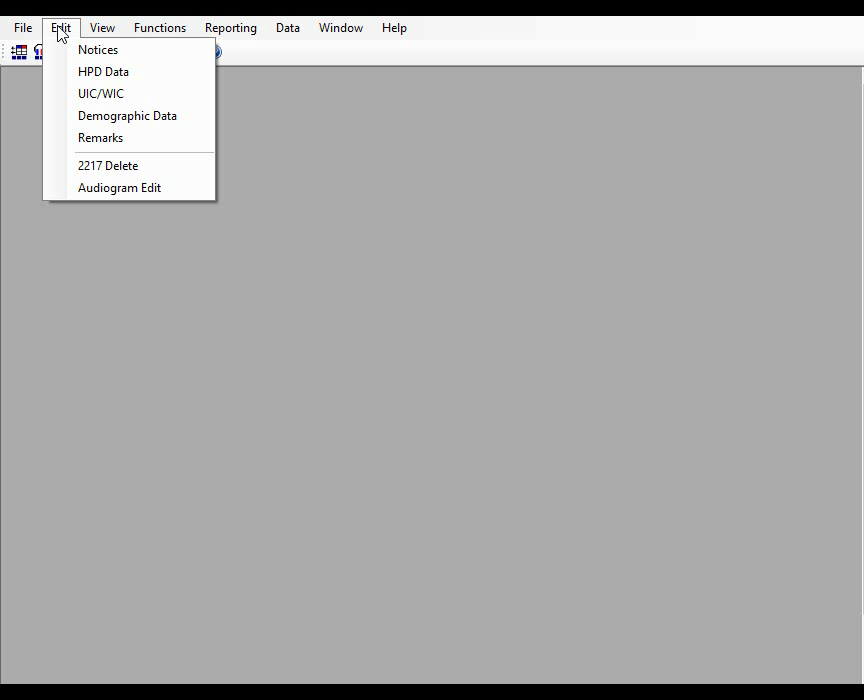 File Edit View Functions Reporting Data Window Help
Notices
HPD Data
UIC/WIC
Demographic Data
Remarks
2217 Delete
Audiogram Edit